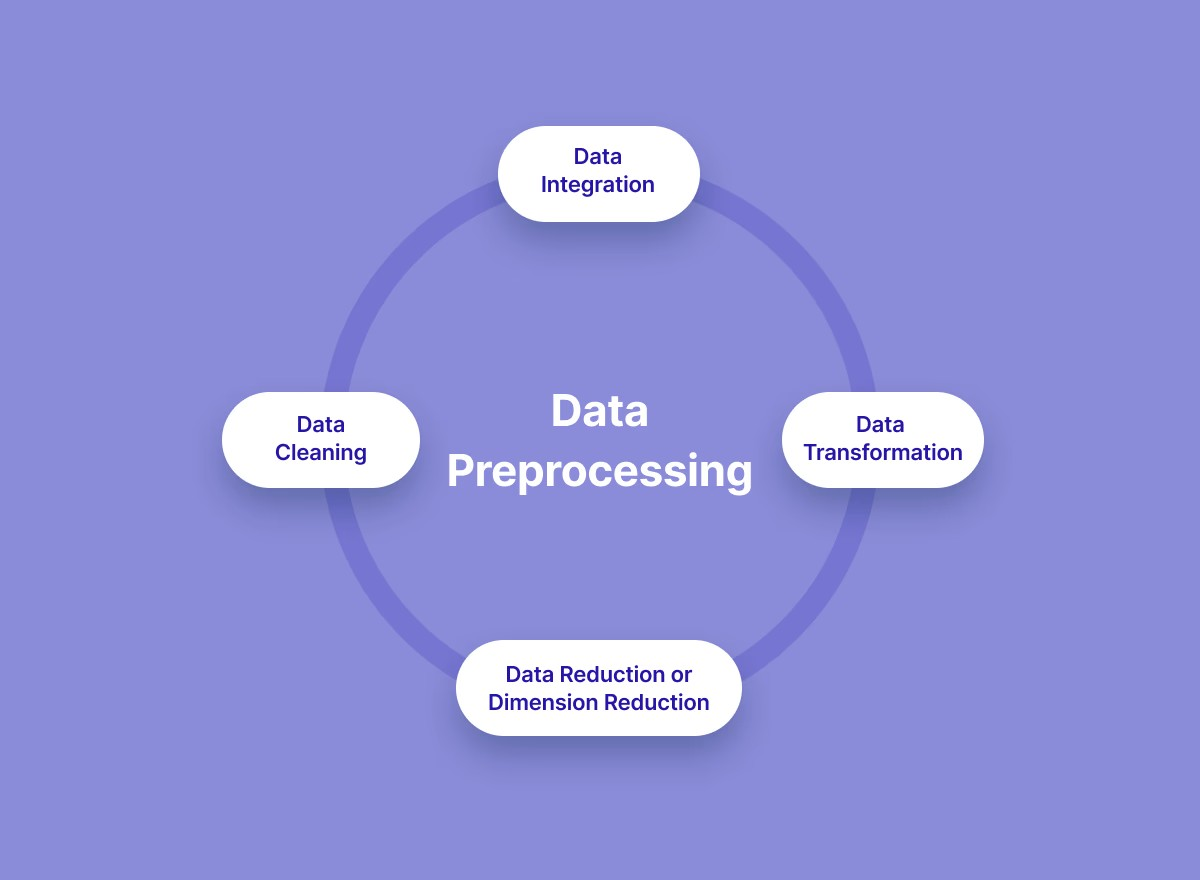 Data
Integration
Data
Cleaning
Data
Preprocessing
Data
Transformation
Data Reduction or
Dimension Reduction